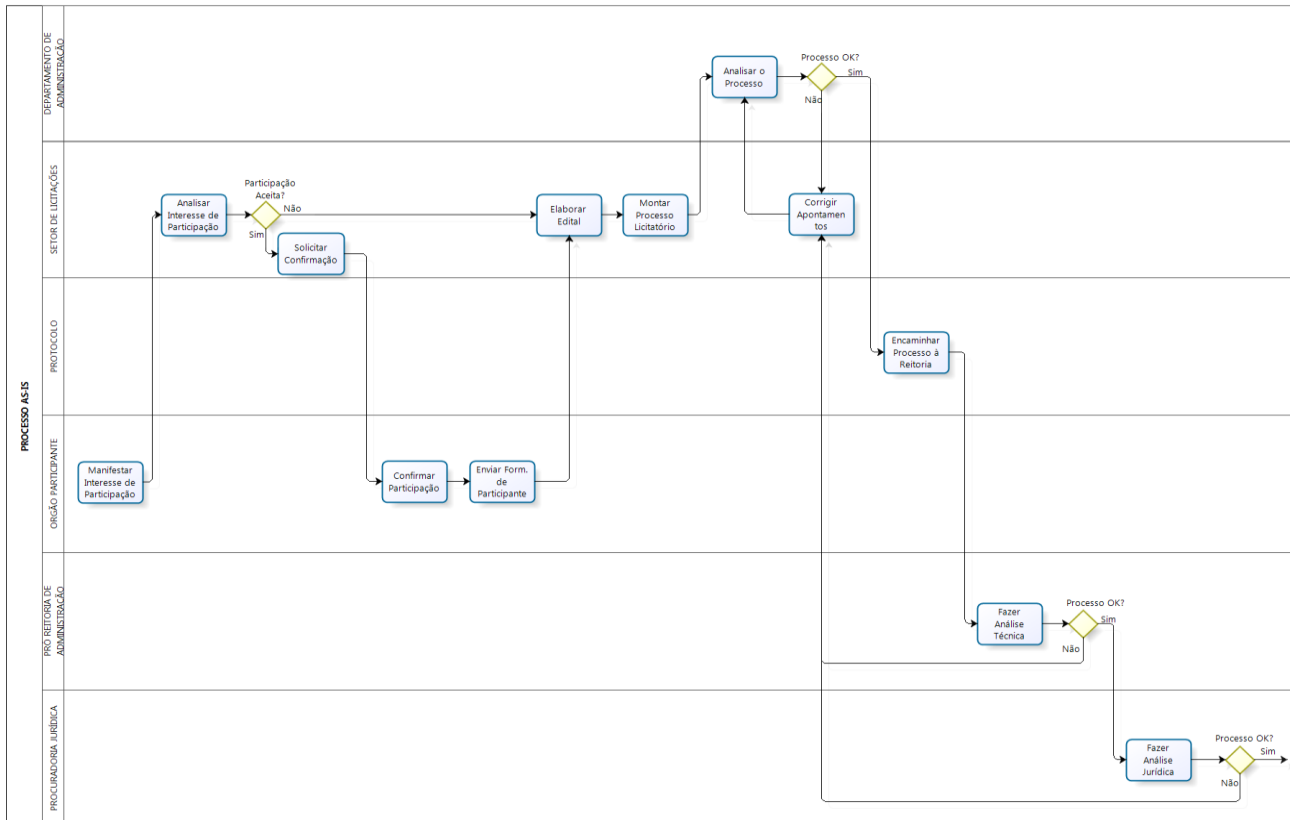 PROCESSO AS-IS
DEPARTAMENTO DE
ADMINISTRAÇÃO
Analisar o
Processo
Processo OK?
Sim
Não
SETOR DE LICITAÇÕES
Analisar
Interesse de
Participação
Participação
Aceita?
Não
Sim
Solicitar
Confirmação
Elaborar
Edital
Montar
Processo
Licitatório
Corrigir
Apontamen
tos
PROTOCOLO
Encaminhar
Processo à
Reitoria
ORGÃO PARTICIPANTE
Manifestar
Interesse de
Participação
Confirmar
Participação
Enviar Form.
de
Participante
PRÓ REITORIA DE
ADMINISTRAÇÃO
Fazer
Análise
Técnica
Processo OK?
Sim
Não
PROCURADORIA JURÍDICA
Fazer
Análise
Jurídica
Processo OK?
Sim
Não